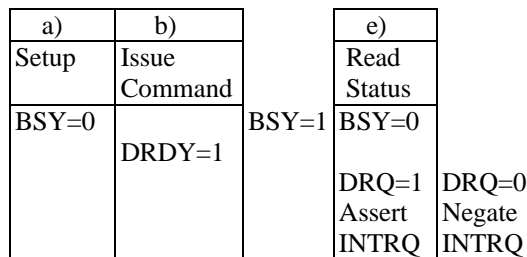 a) b) e)
Setup Issue Read
Command Status
BSY=0 BSY=1 BSY=0
DRDY=1
DRQ=1 DRQ=0
Assert Negate
INTRQ INTRQ